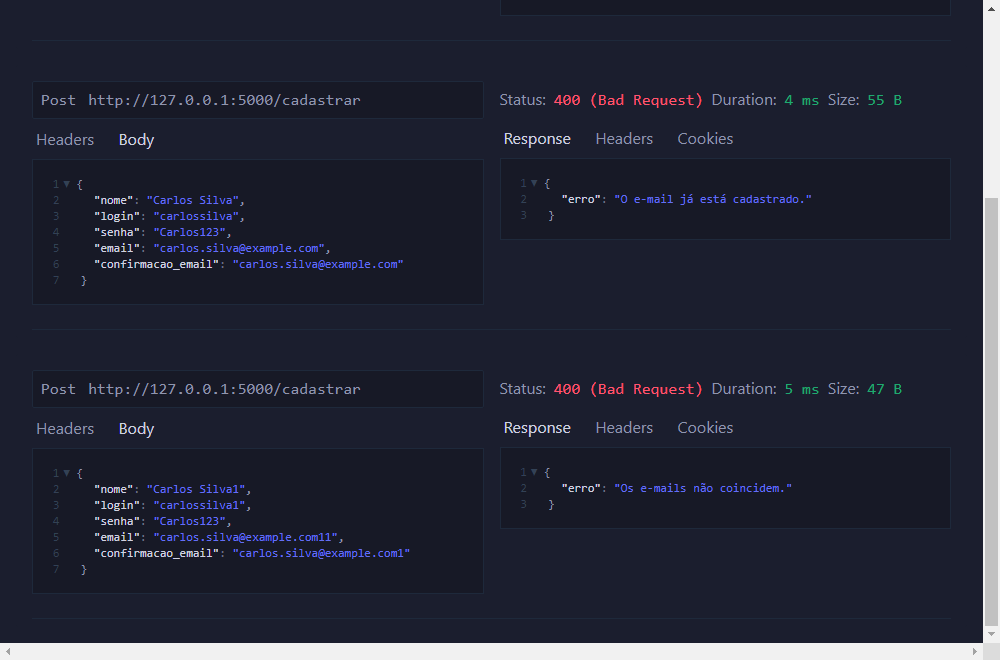 Post http://127.0.0.1:5000/cadastrar
Status: 400 (Bad Request) Duration: 4 ms Size: 55 B
Headers Body
Response Headers Cookies
1 {
2 "nome": "Carlos Silva",
3 "login": "carlossilva",
4 "senha": "Carlos123",
5 "email": "carlos.silva@example.com",
6 "confirmacao_email": "carlos.silva@example.com"
7 }
1 {
2 "erro": "O e-mail já está cadastrado."
3 }
Post http://127.0.0.1:5000/cadastrar
Status: 400 (Bad Request) Duration: 5 ms Size: 47 B
Headers Body
Response Headers Cookies
1 {
2 "nome": "Carlos Silva1",
3 "login": "carlossilva1",
4 "senha": "Carlos123",
5 "email": "carlos.silva@example.com11",
6 "confirmacao_email": "carlos.silva@example.com1"
7 }
1 {
2 "erro": "Os e-mails não coincidem."
3 }